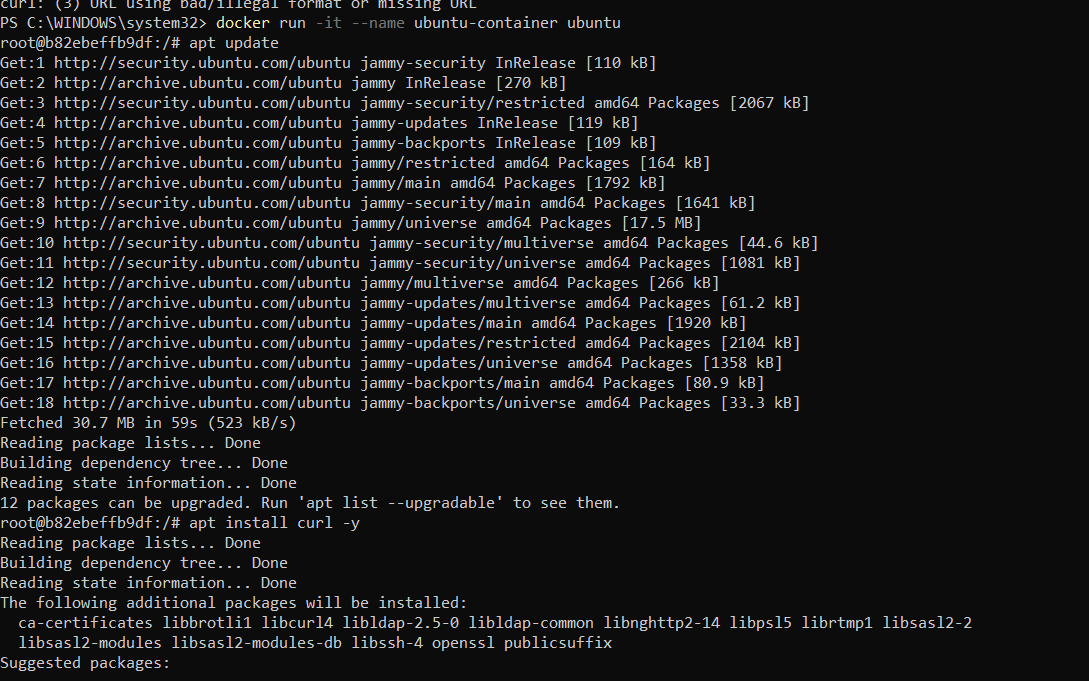 curl: (3) URL using bad/illegal format or missing URL
PS C:\WINDOWS\system32> docker run -it --name ubuntu-container ubuntu
root@b82ebeffb9df:/# apt update
Get:1 http://security.ubuntu.com/ubuntu jammy-security InRelease [110 kB]
Get:2 http://archive.ubuntu.com/ubuntu jammy InRelease [270 kB]
Get:3 http://security.ubuntu.com/ubuntu jammy-security/restricted amd64 Packages [2067 kB]
Get:4 http://archive.ubuntu.com/ubuntu jammy-updates InRelease [119 kB]
Get:5 http://archive.ubuntu.com/ubuntu jammy-backports InRelease [109 kB]
Get:6 http://archive.ubuntu.com/ubuntu jammy/restricted amd64 Packages [164 kB]
Get:7 http://archive.ubuntu.com/ubuntu jammy/main amd64 Packages [1792 kB]
Get:8 http://security.ubuntu.com/ubuntu jammy-security/main amd64 Packages [1641 kB]
Get:9 http://archive.ubuntu.com/ubuntu jammy/universe amd64 Packages [17.5 MB]
Get:10 http://security.ubuntu.com/ubuntu jammy-security/multiverse amd64 Packages [44.6 kB]
Get:11 http://security.ubuntu.com/ubuntu jammy-security/universe amd64 Packages [1081 kB]
Get:12 http://archive.ubuntu.com/ubuntu jammy/multiverse amd64 Packages [266 kB]
Get:13 http://archive.ubuntu.com/ubuntu jammy-updates/multiverse amd64 Packages [61.2 kB]
Get:14 http://archive.ubuntu.com/ubuntu jammy-updates/main amd64 Packages [1920 kB]
Get:15 http://archive.ubuntu.com/ubuntu jammy-updates/restricted amd64 Packages [2104 kB]
Get:16 http://archive.ubuntu.com/ubuntu jammy-updates/universe amd64 Packages [1358 kB]
Get:17 http://archive.ubuntu.com/ubuntu jammy-backports/main amd64 Packages [80.9 kB]
Get:18 http://archive.ubuntu.com/ubuntu jammy-backports/universe amd64 Packages [33.3 kB]
Fetched 30.7 MB in 59s (523 kB/s)
Reading package lists... Done
Building dependency tree... Done
Reading state information... Done
12 packages can be upgraded. Run 'apt list --upgradable' to see them.
root@b82ebeffb9df:/# apt install curl -y
Reading package lists... Done
Building dependency tree... Done
Reading state information... Done
The following additional packages will be installed:
  ca-certificates libbrotli1 libcurl4 libldap-2.5-0 libldap-common libnghttp2-14 libpsl5 librtmp1 libsasl2-2
  libsasl2-modules libsasl2-modules-db libssh-4 openssl publicsuffix
Suggested packages: